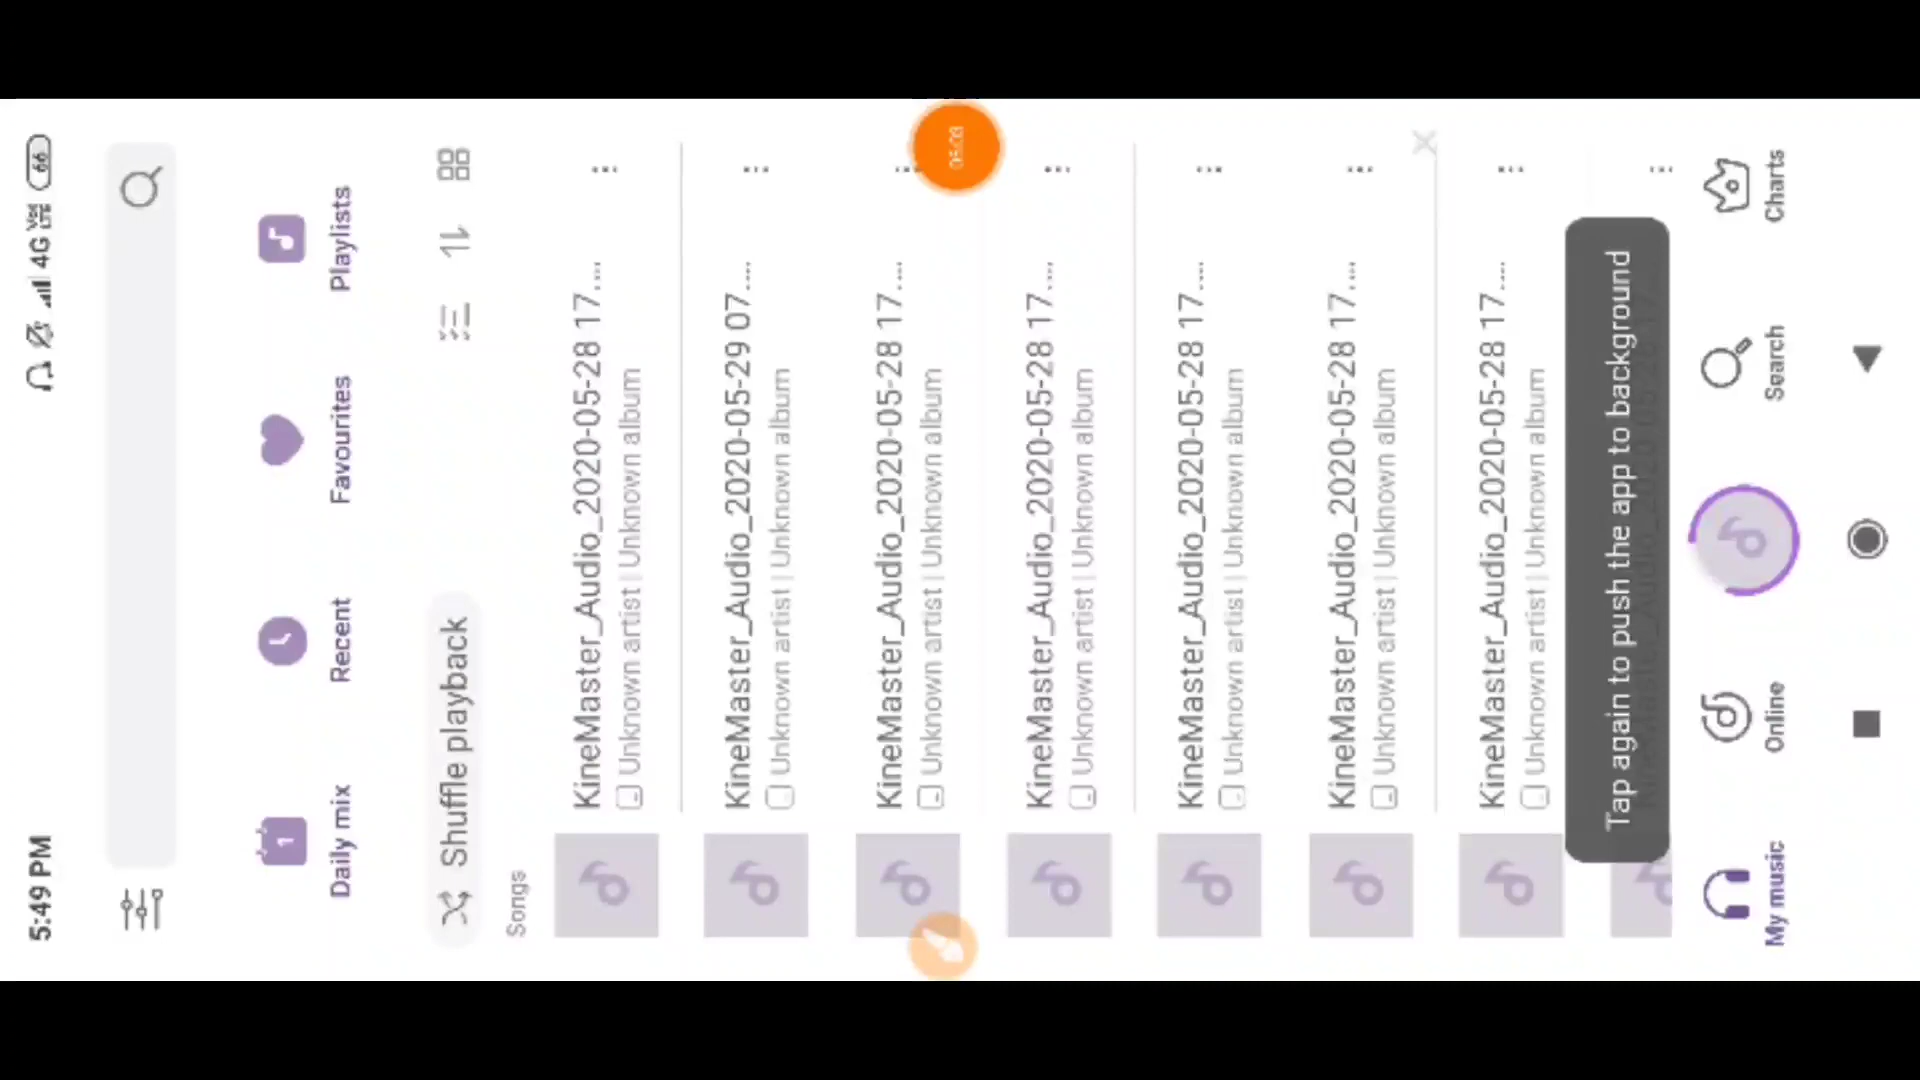 5:49 PM
4G
66
Daily mix
Recent
Favourites
Playlists
Shuffle playback
Songs
KineMaster_Audio_2020-05-28 17....
Unknown artist | Unknown album
KineMaster_Audio_2020-05-29 07....
Unknown artist | Unknown album
KineMaster_Audio_2020-05-28 17....
Unknown artist | Unknown album
KineMaster_Audio_2020-05-28 17....
Unknown artist | Unknown album
KineMaster_Audio_2020-05-28 17....
Unknown artist | Unknown album
KineMaster_Audio_2020-05-28 17....
Unknown artist | Unknown album
KineMaster_Audio_2020-05-28 17....
Unknown artist | Unknown album
Tap again to push the app to background
My music
Online
Search
Charts